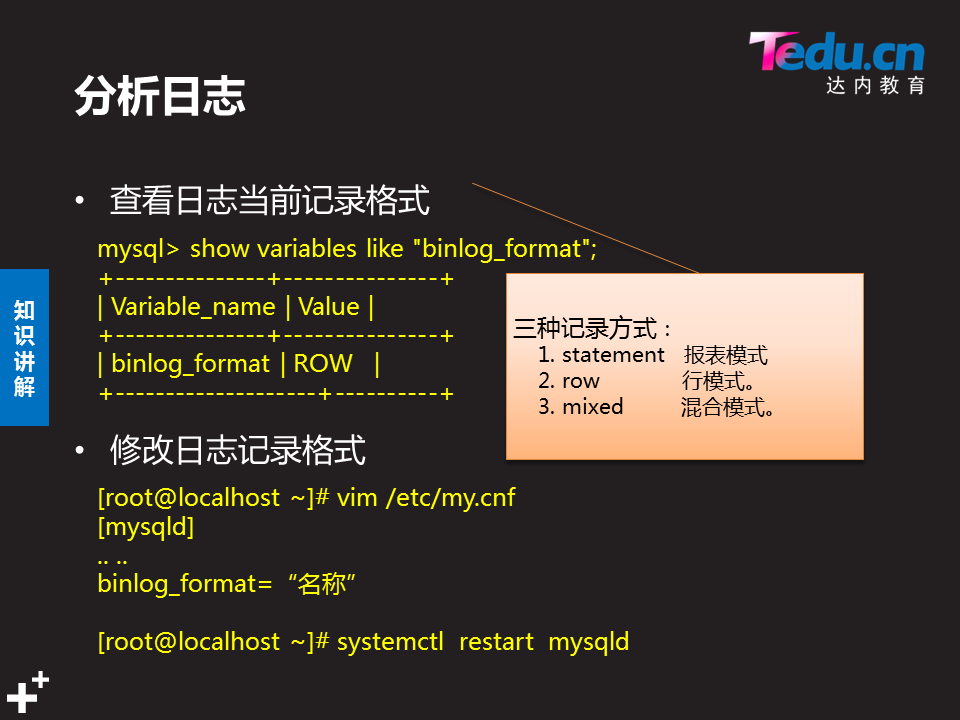 Tedu.cn
达内教育
分析日志
• 查看日志当前记录格式
mysql> show variables like "binlog_format";
+---------------+---------------+
| Variable_name | Value |
+---------------+---------------+
| binlog_format | ROW |
+--------------------+----------+
三种记录方式：
1. statement 报表模式
2. row 行模式。
3. mixed 混合模式。
知识讲解
• 修改日志记录格式
[root@localhost ~]# vim /etc/my.cnf
[mysqld]
.. ..
binlog_format=“名称”
[root@localhost ~]# systemctl restart mysqld